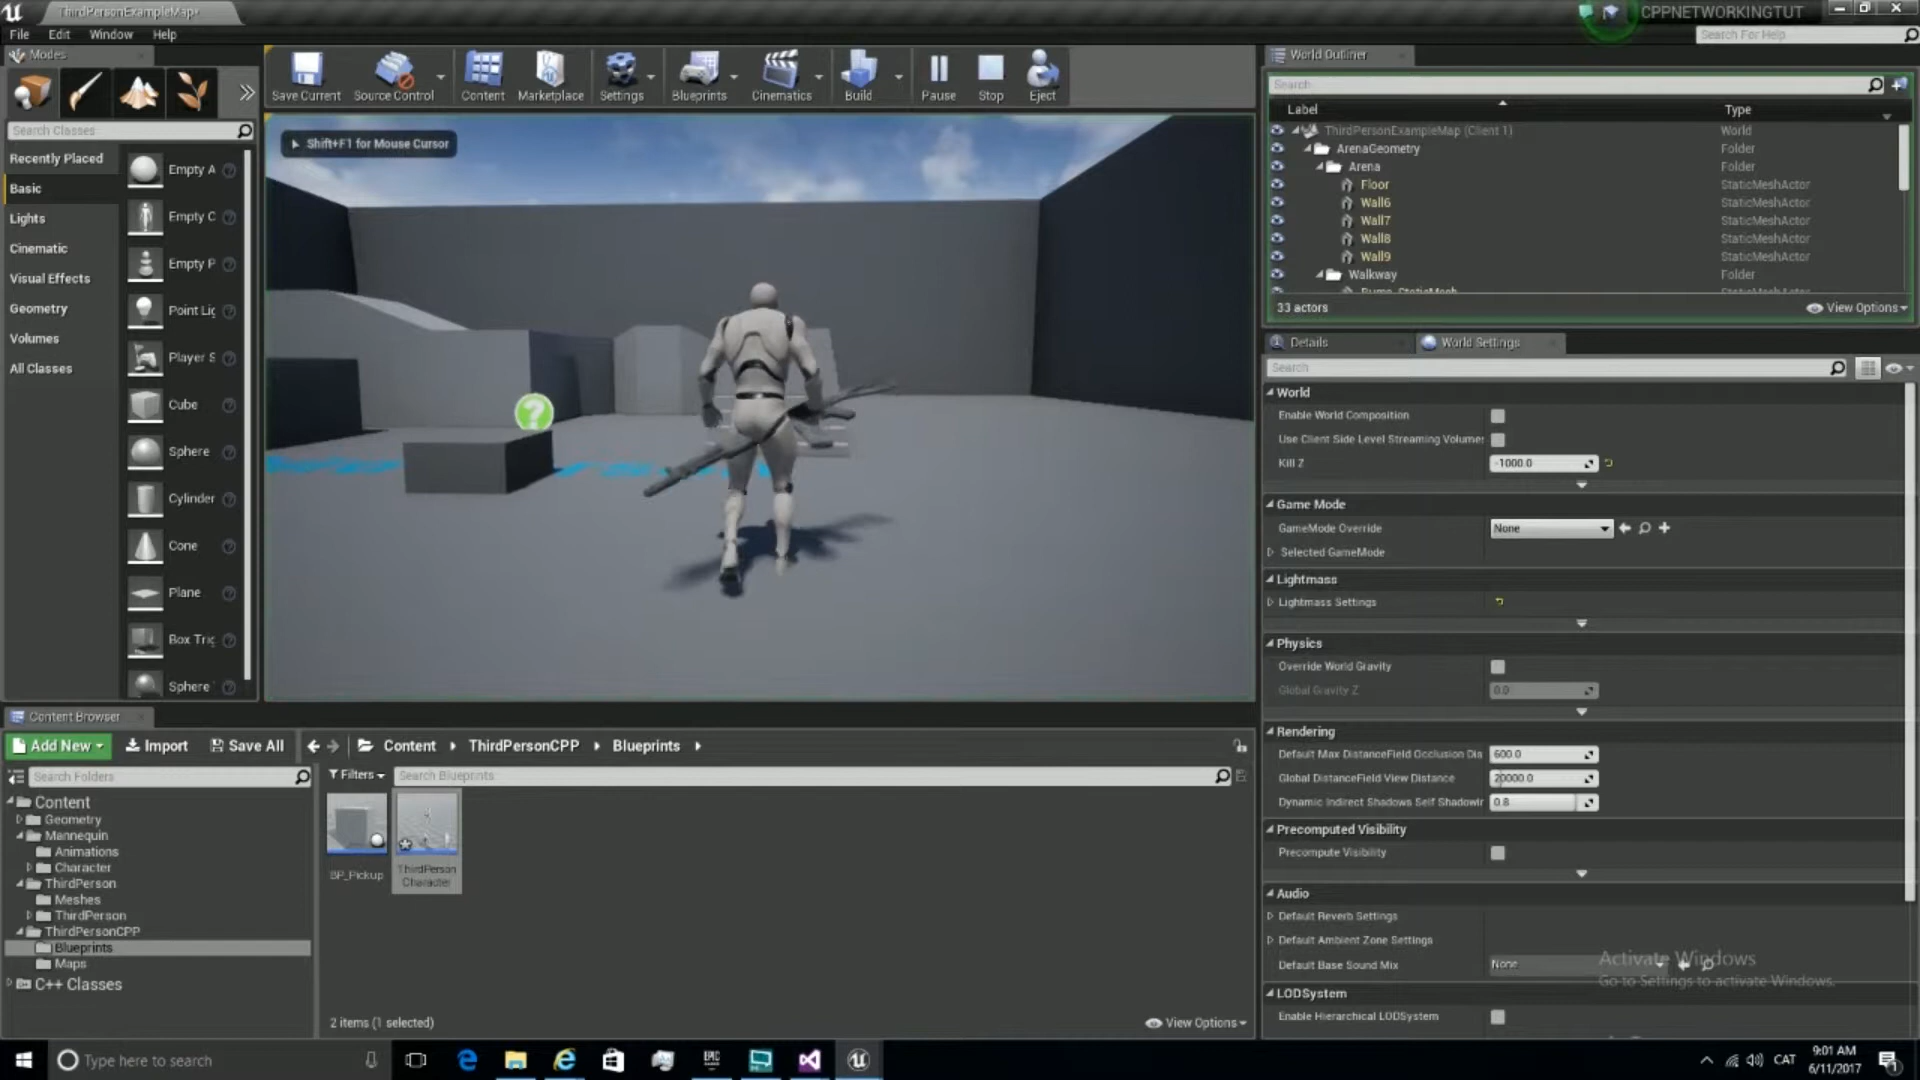 ThirdPersonExampleMap*
CPPNETWORKINGTUT
File Edit Window Help
Search For Help
Modes
Search Classes
Recently Placed
Basic
Lights
Cinematic
Visual Effects
Geometry
Volumes
All Classes
Empty A
Empty C
Empty P
Point Lig
Player S
Cube
Sphere
Cylinder
Cone
Plane
Box Trig
Sphere
Save Current
Source Control
Content
Marketplace
Settings
Blueprints
Cinematics
Build
Pause
Stop
Eject
Shift+F1 for Mouse Cursor
World Outliner
Search
Label Type
ThirdPersonExampleMap (Client 1) World
ArenaGeometry Folder
Arena Folder
Floor StaticMeshActor
Wall6 StaticMeshActor
Wall7 StaticMeshActor
Wall8 StaticMeshActor
Wall9 StaticMeshActor
Walkway Folder
33 actors
View Options
Details
World Settings
Search
World
Enable World Composition
Use Client Side Level Streaming Volumes
Kill Z -1000.0
Game Mode
GameMode Override None
Selected GameMode
Lightmass
Lightmass Settings
Physics
Override World Gravity
Global Gravity Z 0.0
Rendering
Default Max DistanceField Occlusion Dis 600.0
Global DistanceField View Distance 20000.0
Dynamic Indirect Shadows Self Shadowir 0.8
Precomputed Visibility
Precompute Visibility
Audio
Default Reverb Settings
Default Ambient Zone Settings
Default Base Sound Mix None
LODSystem
Enable Hierarchical LODSystem
Activate Windows
Go to Settings to activate Windows.
Content Browser
Add New Import Save All Content ThirdPersonCPP Blueprints
Search Folders
Filters
Search Blueprints
Content
Geometry
Mannequin
Animations
Character
ThirdPerson
Meshes
ThirdPerson
ThirdPersonCPP
Blueprints
Maps
C++ Classes
BP_Pickup
ThirdPerson
Character
2 items (1 selected)
View Options
Type here to search
EPIC
CAT
9:01 AM
6/11/2017